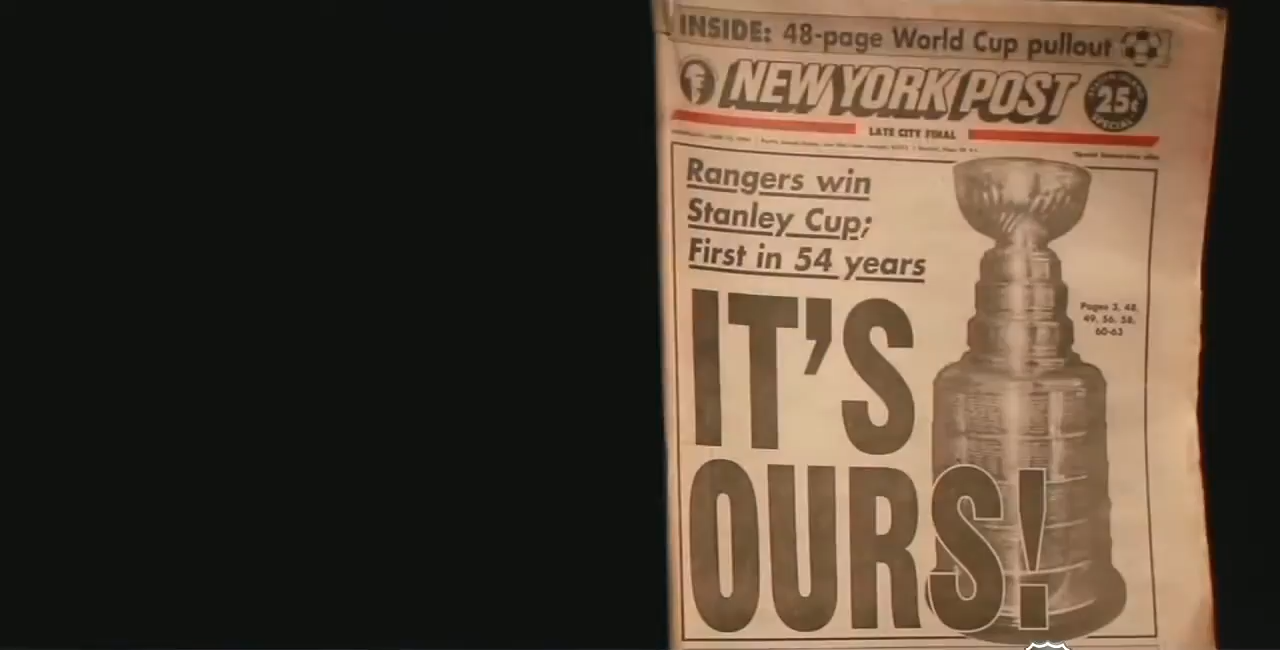 INSIDE: 48-page World Cup pullout
NEW YORK POST
25¢
SPECIAL
LATE CITY FINAL
Rangers win
Stanley Cup;
First in 54 years
Pages 3, 48,
49, 56, 58,
60-63
IT'S
OURS!